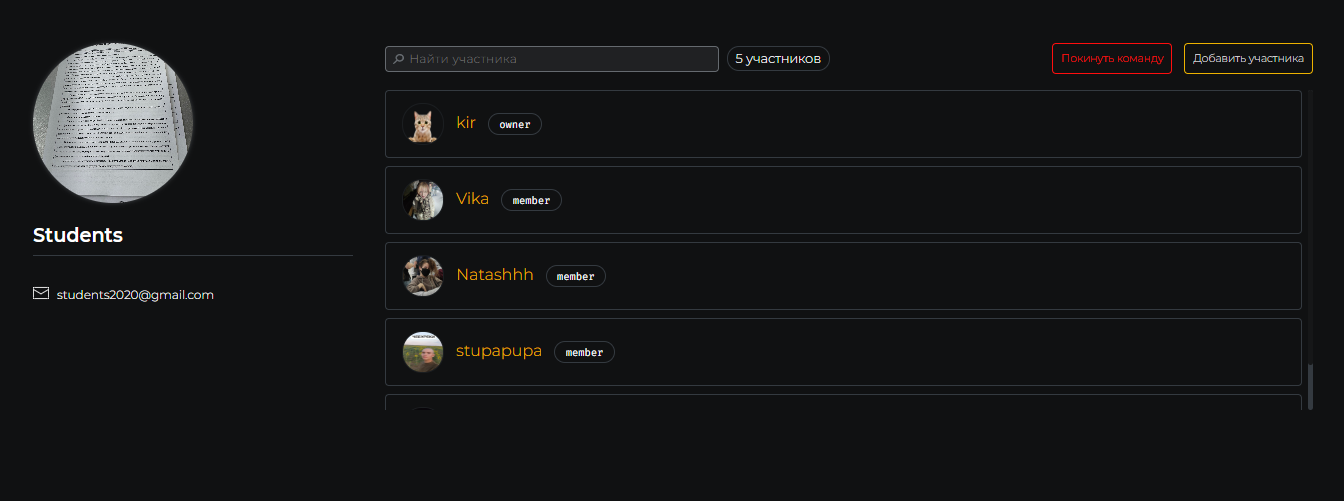 Найти участника
5 участников
Покинуть команду
Добавить участника
kir
owner
Vika
member
Natashhh
member
stupapupa
member
Students
students2020@gmail.com